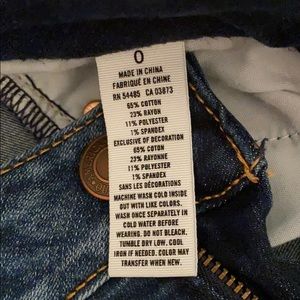 0
MADE IN CHINA
FABRIQUÉ EN CHINE
RN 54485 CA 03873
65% COTTON
23% RAYON
11% POLYESTER
1% SPANDEX
EXCLUSIVE OF DECORATION
65% COTON
23% RAYONNE
11% POLYESTER
1% SPANDEX
SANS LES DÉCORATIONS
MACHINE WASH COLD INSIDE
OUT WITH LIKE COLORS.
WASH ONCE SEPARATELY IN
COLD WATER BEFORE
WEARING. DO NOT BLEACH.
TUMBLE DRY LOW. COOL
IRON IF NEEDED. COLOR MAY
TRANSFER WHEN NEW.